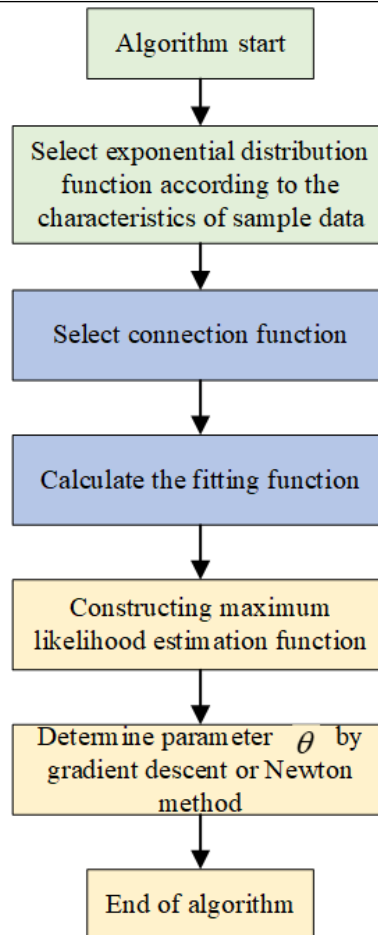 Algorithm start
Select exponential distribution
function according to the
characteristics of sample data
Select connection function
Calculate the fitting function
Constructing maximum
likelihood estimation function
Determine parameter θ by
gradient descent or Newton
method
End of algorithm